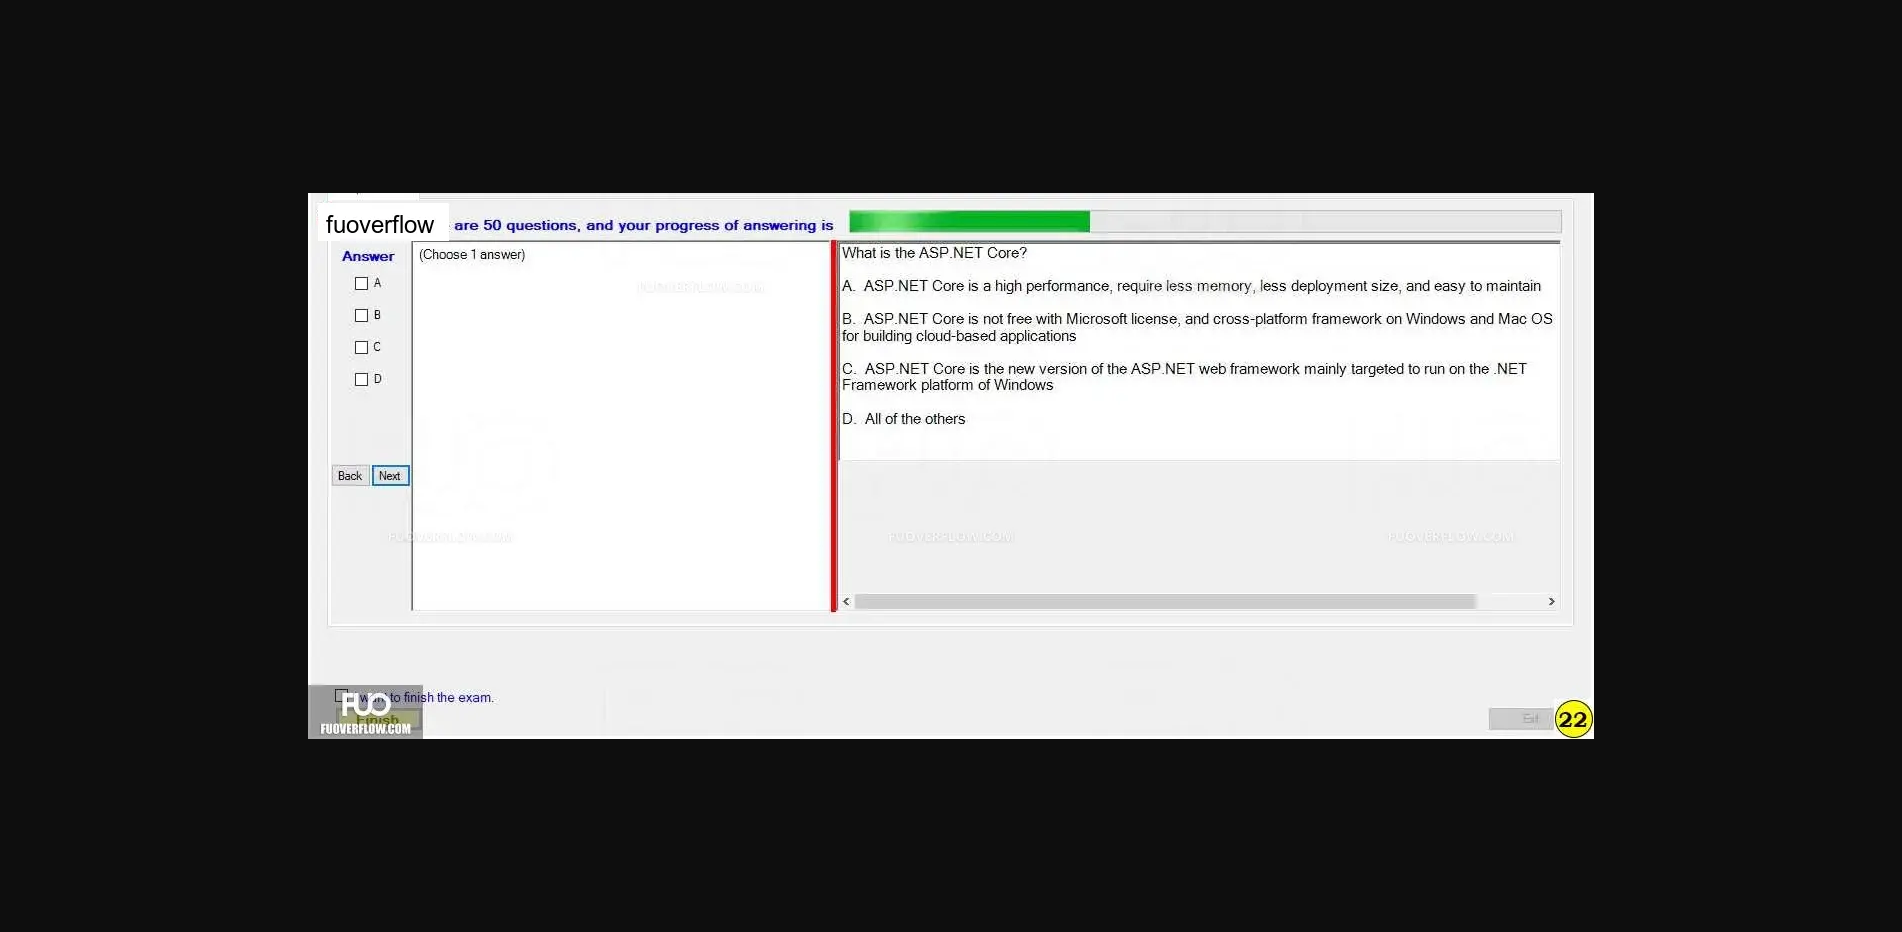 fuoverflow are 50 questions, and your progress of answering is
Answer
(Choose 1 answer)
A
B
C
D
Back Next
What is the ASP.NET Core?
A. ASP.NET Core is a high performance, require less memory, less deployment size, and easy to maintain
B. ASP.NET Core is not free with Microsoft license, and cross-platform framework on Windows and Mac OS
for building cloud-based applications
C. ASP.NET Core is the new version of the ASP.NET web framework mainly targeted to run on the .NET
Framework platform of Windows
D. All of the others
FUOVERFLOW.COM
FUOVERFLOW.COM FUOVERFLOW.COM FUOVERFLOW.COM
I want to finish the exam.
FUO
Finish
FUOVERFLOW.COM
Exit 22